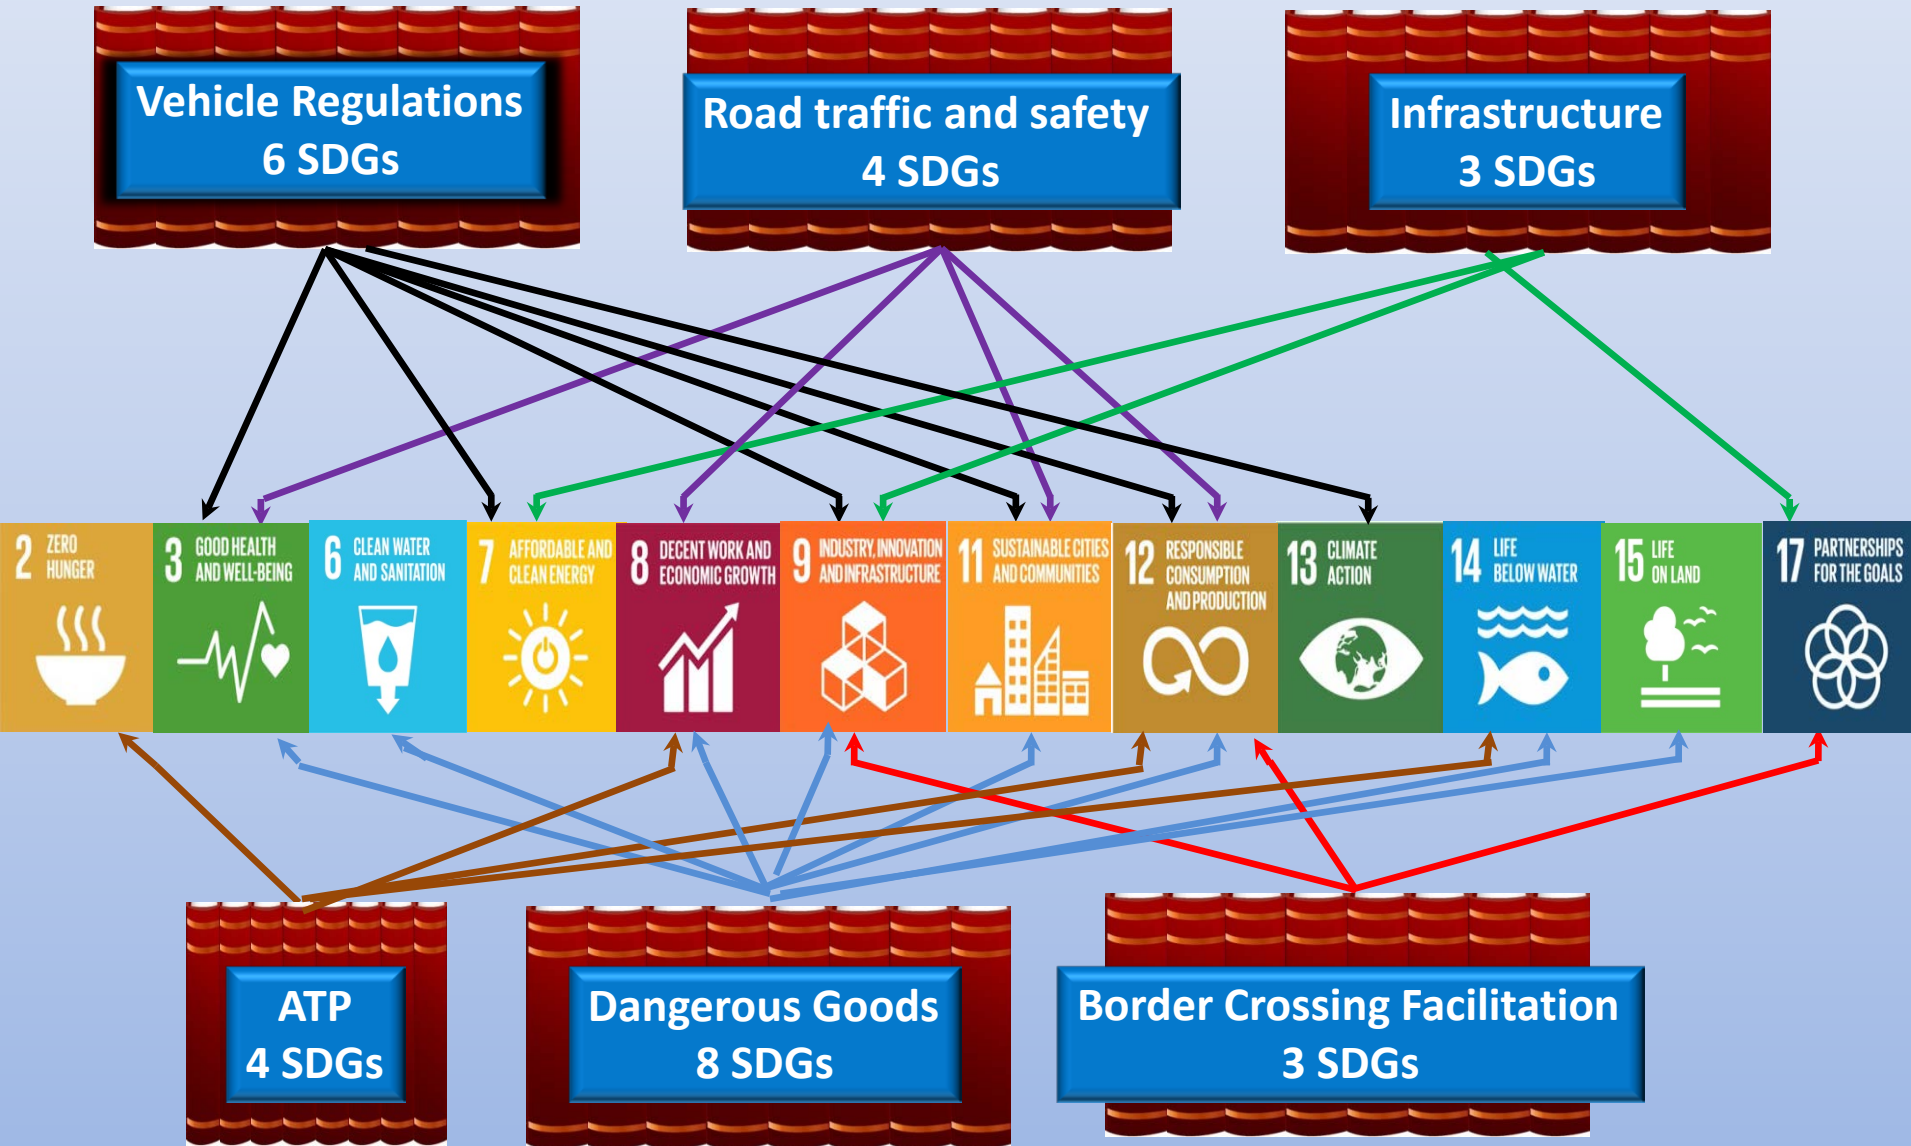 Vehicle Regulations
6 SDGs
Road traffic and safety
4 SDGs
Infrastructure
3 SDGs
2 ZERO
HUNGER
3 GOOD HEALTH
AND WELL-BEING
6 CLEAN WATER
AND SANITATION
7 AFFORDABLE AND
CLEAN ENERGY
8 DECENT WORK AND
ECONOMIC GROWTH
9 INDUSTRY, INNOVATION
AND INFRASTRUCTURE
11 SUSTAINABLE CITIES
AND COMMUNITIES
12 RESPONSIBLE
CONSUMPTION
AND PRODUCTION
13 CLIMATE
ACTION
14 LIFE
BELOW WATER
15 LIFE
ON LAND
17 PARTNERSHIPS
FOR THE GOALS
ATP
4 SDGs
Dangerous Goods
8 SDGs
Border Crossing Facilitation
3 SDGs